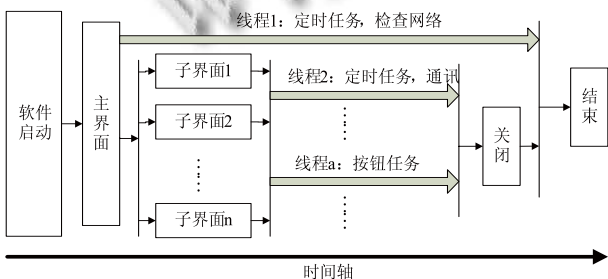 线程1：定时任务，检查网络
软件
启动
主
界
面
子界面1
子界面2
子界面n
线程2：定时任务，通讯
线程a：按钮任务
关
闭
结
束
时间轴